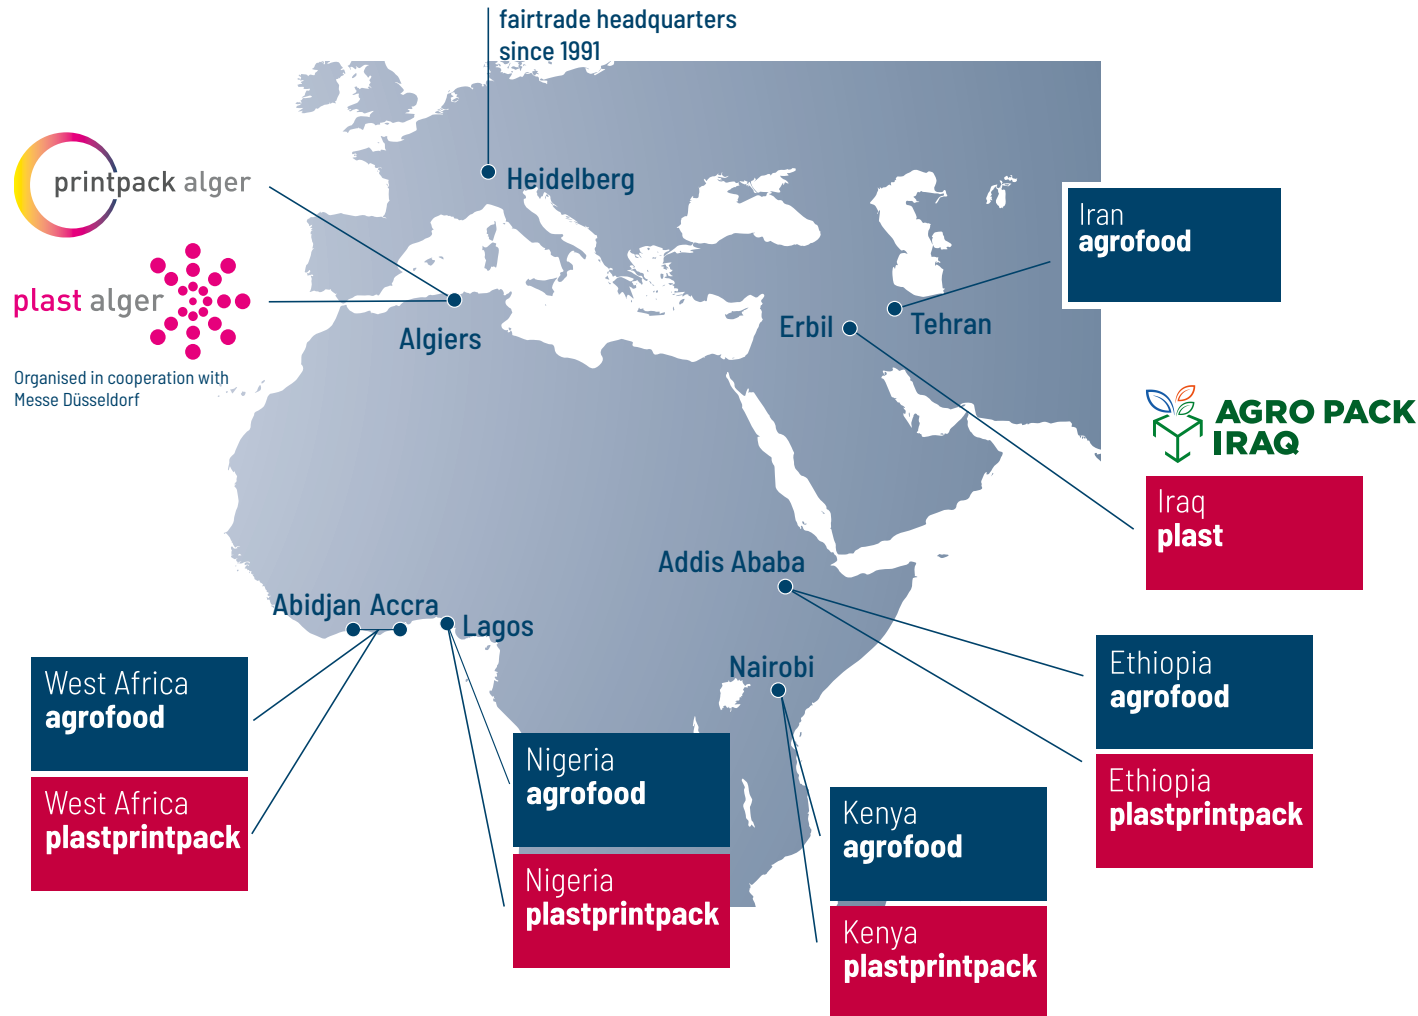 fairtrade headquarters
since 1991
Heidelberg
printpack alger
plast alger
Organised in cooperation with
Messe Düsseldorf
Algiers
Iran
agrofood
Erbil
Tehran
AGRO PACK
IRAQ
Iraq
plast
Addis Ababa
Abidjan
Accra
Lagos
Nairobi
West Africa
agrofood
West Africa
plastprintpack
Nigeria
agrofood
Nigeria
plastprintpack
Kenya
agrofood
Kenya
plastprintpack
Ethiopia
agrofood
Ethiopia
plastprintpack